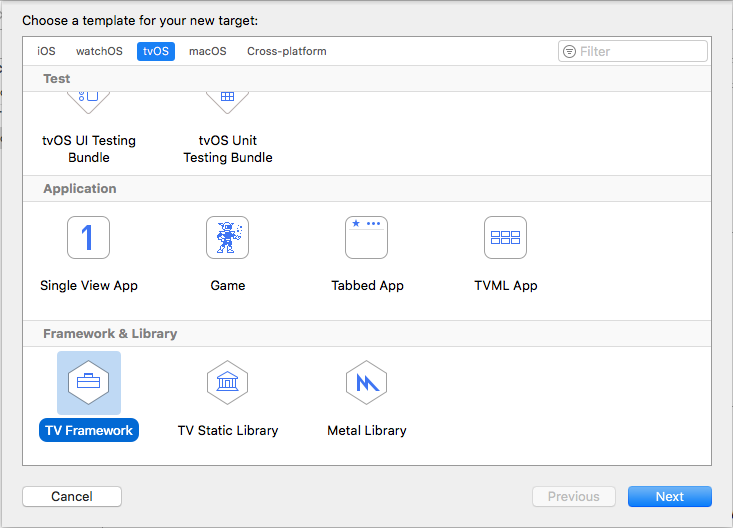 Choose a template for your new target:
iOS watchOS tvOS macOS Cross-platform Filter
Test
tvOS UI Testing Bundle tvOS Unit Testing Bundle
Application
1
Single View App Game Tabbed App TVML App
Framework & Library
TV Framework TV Static Library Metal Library
Cancel Previous Next